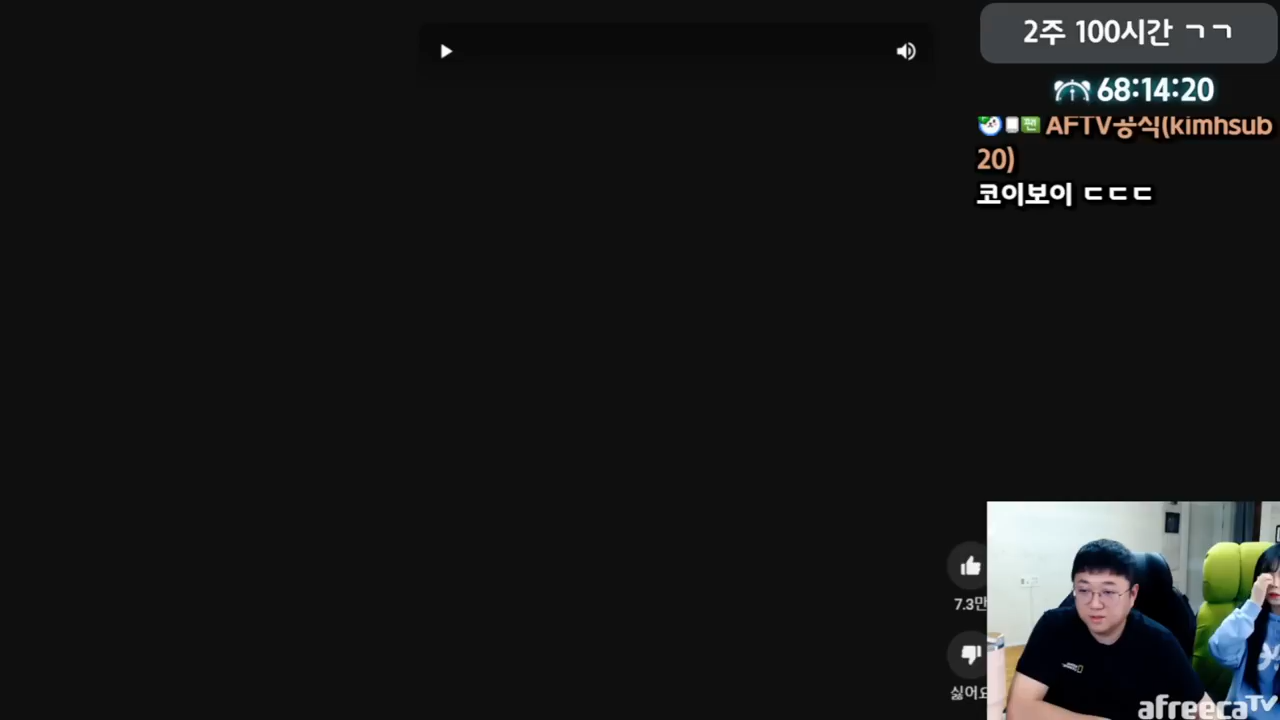 2주 100시간 ㄱㄱ
68:14:20
팬 AFTV공식(kimhsub
20)
코이보이 ㄷㄷㄷ
7.3만
싫어요
afreecaTV